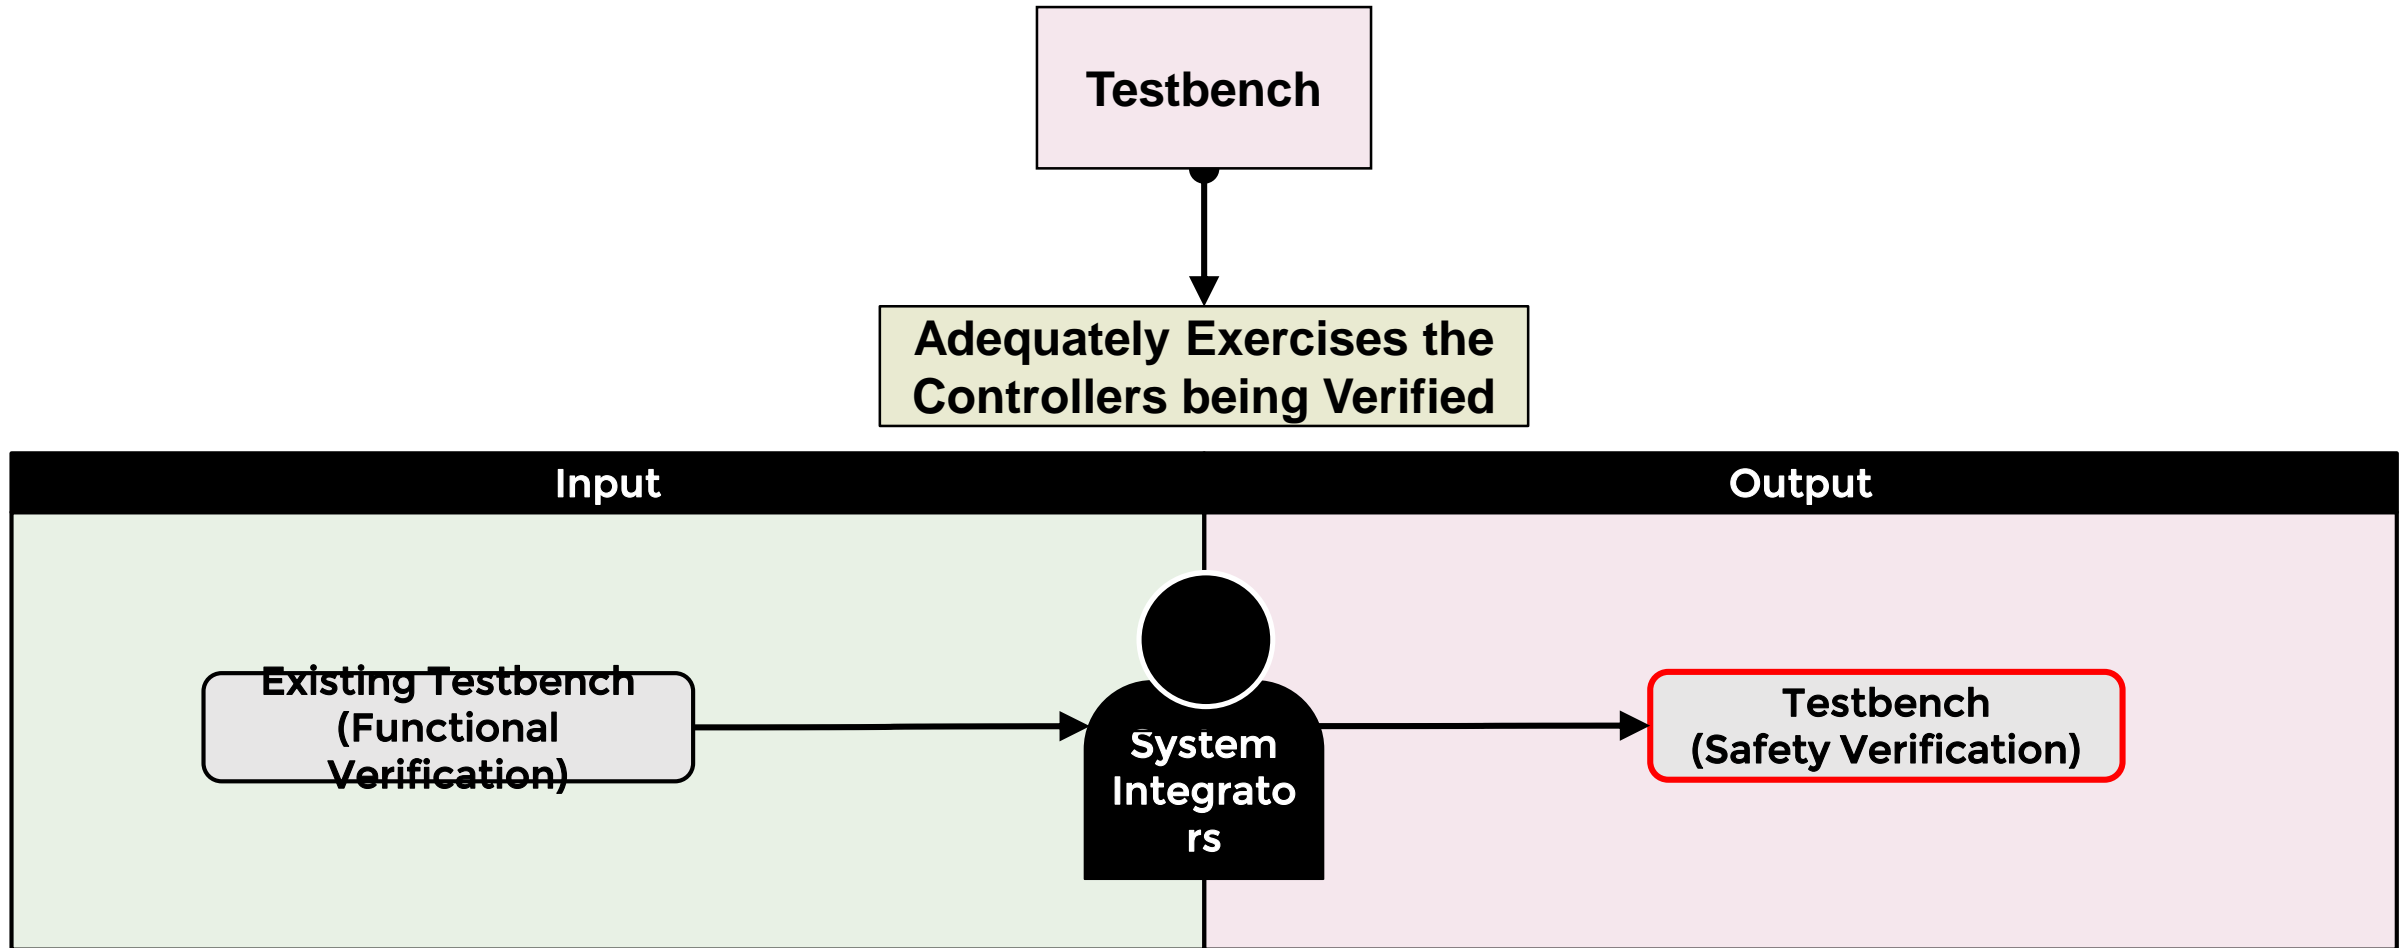 Testbench
Adequately Exercises the
Controllers being Verified
Input
Output
Existing Testbench
(Functional
Verification)
System
Integrato
rs
Testbench
(Safety Verification)